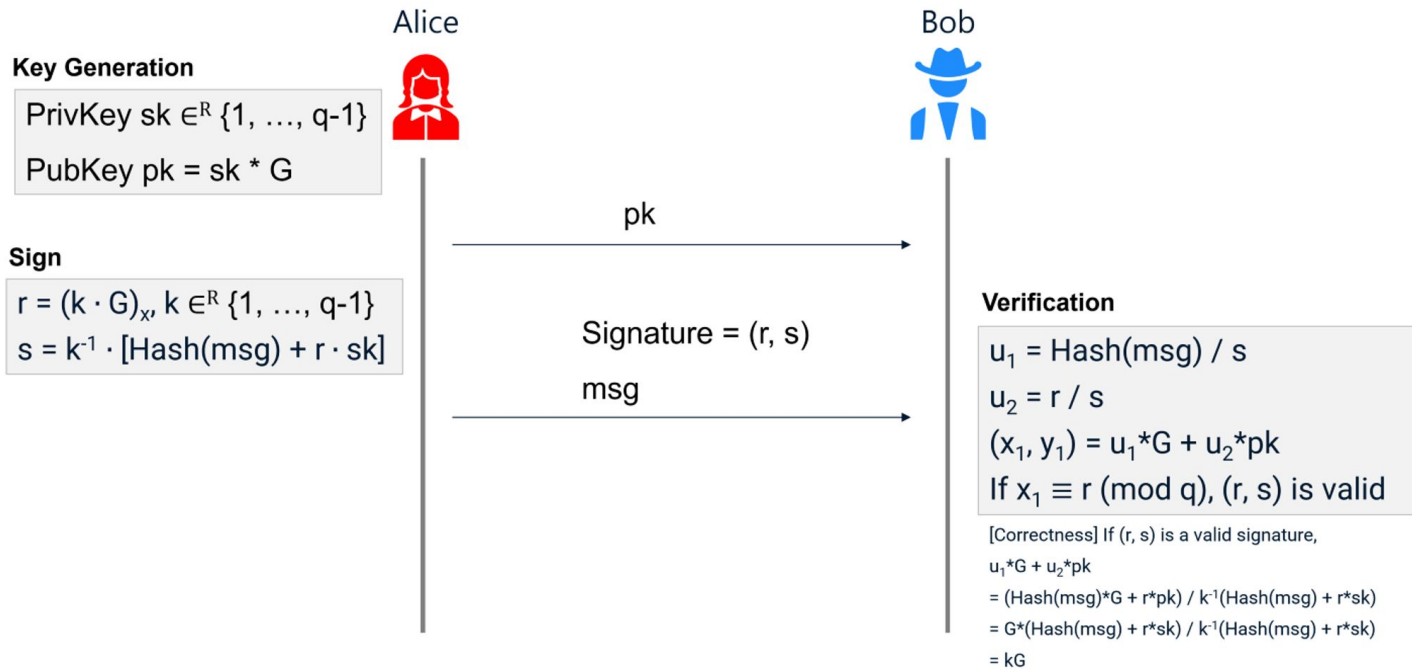 Alice
Bob
Key Generation
PrivKey sk ∈ᴿ {1, …, q-1}
PubKey pk = sk * G
pk
Sign
r = (k · G)ₓ, k ∈ᴿ {1, …, q-1}
s = k⁻¹ · [Hash(msg) + r · sk]
Signature = (r, s)
msg
Verification
u₁ = Hash(msg) / s
u₂ = r / s
(x₁, y₁) = u₁*G + u₂*pk
If x₁ ≡ r (mod q), (r, s) is valid
[Correctness] If (r, s) is a valid signature,
u₁*G + u₂*pk
= (Hash(msg)*G + r*pk) / k⁻¹(Hash(msg) + r*sk)
= G*(Hash(msg) + r*sk) / k⁻¹(Hash(msg) + r*sk)
= kG